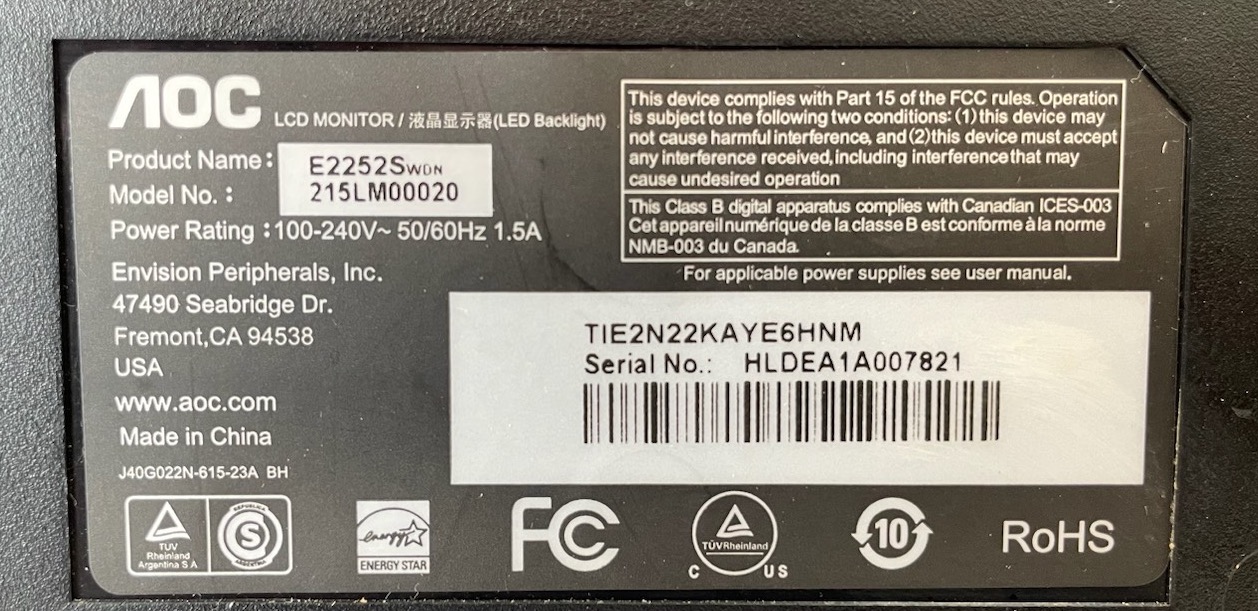 AOC
LCD MONITOR / 液晶显示器(LED Backlight)
Product Name: E2252SWDN
Model No. : 215LM00020
Power Rating :100-240V~ 50/60Hz 1.5A
Envision Peripherals, Inc.
47490 Seabridge Dr.
Fremont,CA 94538
USA
www.aoc.com
Made in China
J40G022N-615-23A BH
This device complies with Part 15 of the FCC rules. Operation
is subject to the following two conditions: (1) this device may
not cause harmful interference, and (2) this device must accept
any interference received, including interference that may
cause undesired operation
This Class B digital apparatus complies with Canadian ICES-003
Cet appareil numérique de la classe B est conforme à la norme
NMB-003 du Canada.
For applicable power supplies see user manual.
TIE2N22KAYE6HNM
Serial No.: HLDEA1A007821
TUV
Rheinland
Argentina S A
REPUBLICA
S
ARGENTINA
energy
ENERGY STAR
FC
TÜVRheinland
C US
10
RoHS